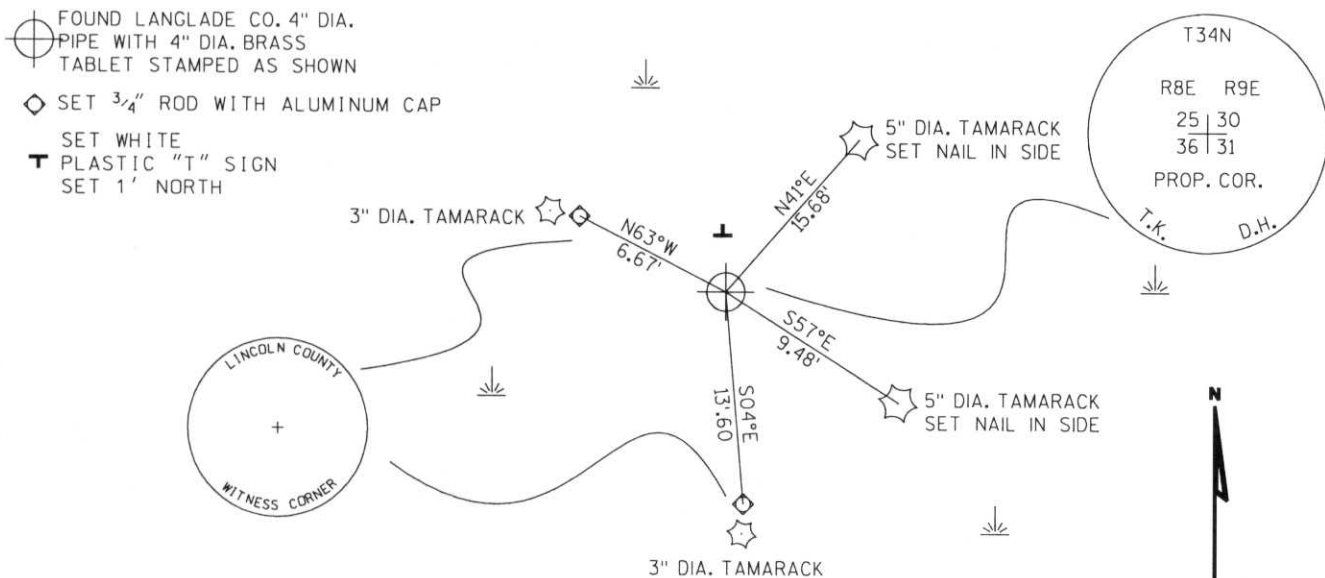 FOUND LANGLADE CO. 4" DIA.
PIPE WITH 4" DIA. BRASS
TABLET STAMPED AS SHOWN
SET 3/4" ROD WITH ALUMINUM CAP
SET WHITE
PLASTIC "T" SIGN
SET 1' NORTH
T34N
R8E R9E
25 30
36 31
PROP. COR.
T.K. D.H.
5" DIA. TAMARACK
SET NAIL IN SIDE
N41°E
15.68'
3" DIA. TAMARACK
N63°W
6.67'
S57°E
9.48'
5" DIA. TAMARACK
SET NAIL IN SIDE
S04°E
13'.60
3" DIA. TAMARACK
LINCOLN COUNTY
WITNESS CORNER
N